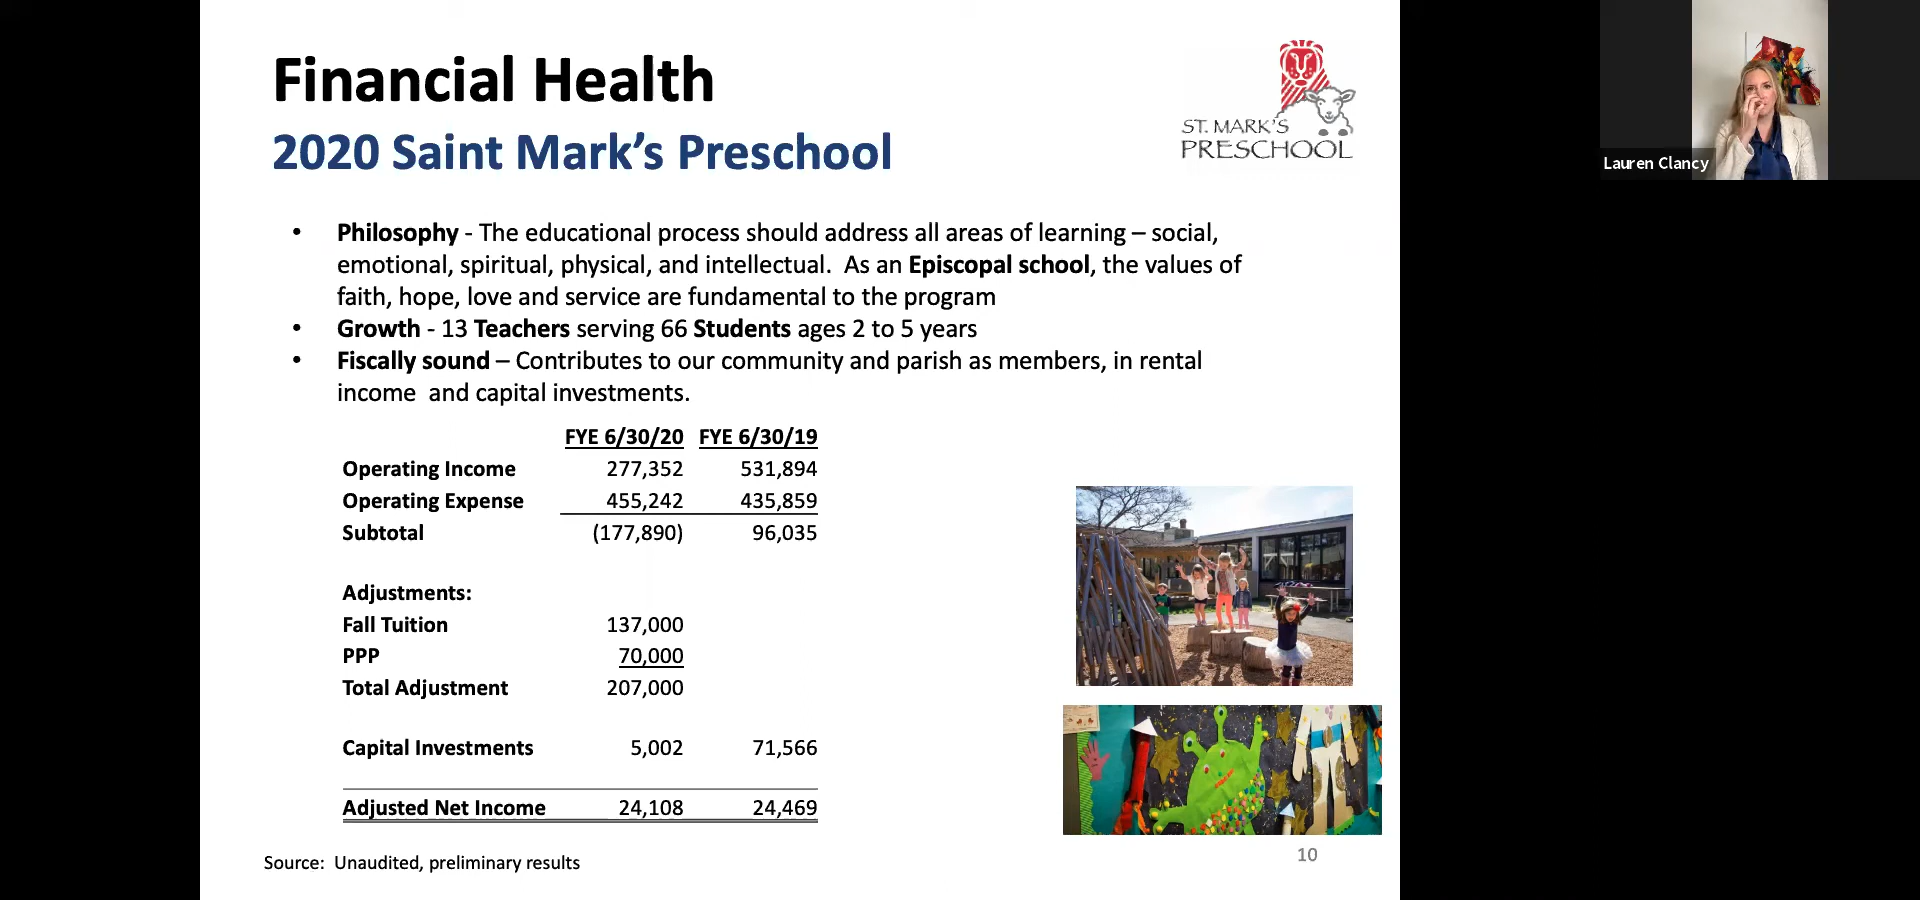 Financial Health
2020 Saint Mark's Preschool
ST. MARK'S
PRESCHOOL
Lauren Clancy
• Philosophy - The educational process should address all areas of learning – social,
emotional, spiritual, physical, and intellectual.  As an Episcopal school, the values of
faith, hope, love and service are fundamental to the program
• Growth - 13 Teachers serving 66 Students ages 2 to 5 years
• Fiscally sound – Contributes to our community and parish as members, in rental
income  and capital investments.
FYE 6/30/20 FYE 6/30/19
Operating Income 277,352 531,894
Operating Expense 455,242 435,859
Subtotal (177,890) 96,035
Adjustments:
Fall Tuition 137,000
PPP 70,000
Total Adjustment 207,000
Capital Investments 5,002 71,566
Adjusted Net Income 24,108 24,469
Source:  Unaudited, preliminary results
10